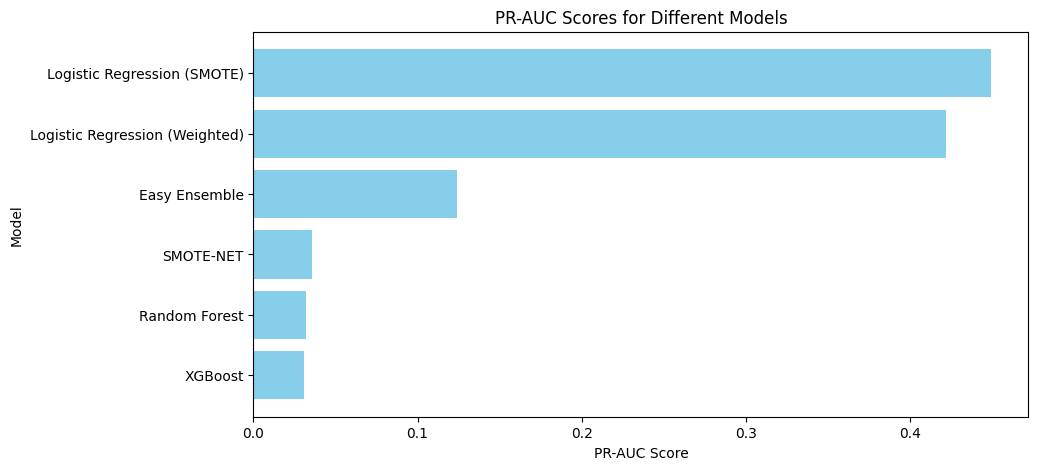 PR-AUC Scores for Different Models
Model
Logistic Regression (SMOTE)
Logistic Regression (Weighted)
Easy Ensemble
SMOTE-NET
Random Forest
XGBoost
0.0 0.1 0.2 0.3 0.4
PR-AUC Score